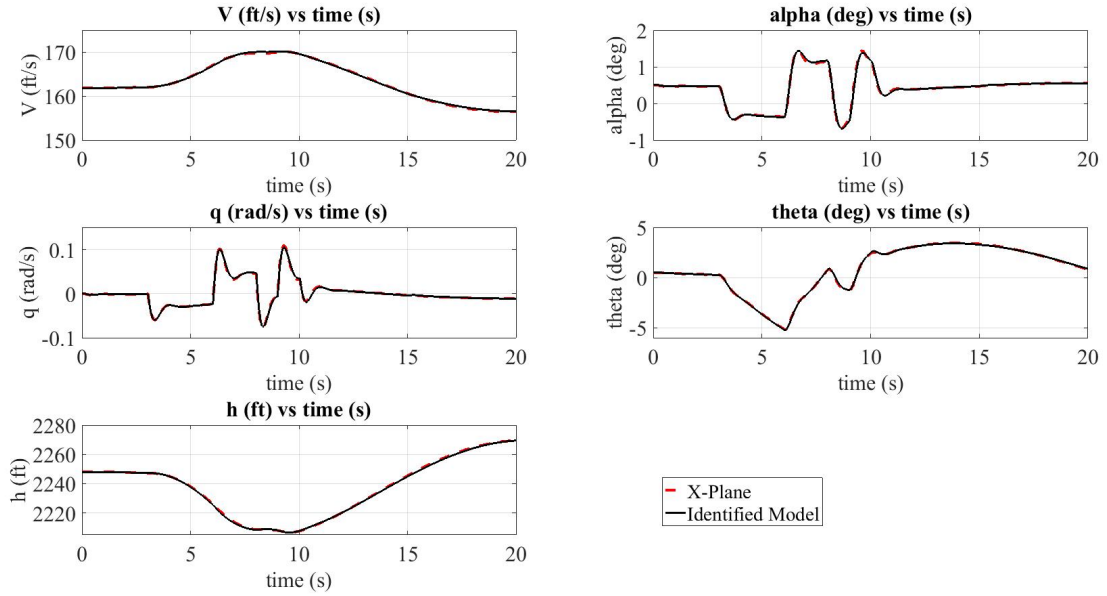 V (ft/s) vs time (s)
170
160
150
V (ft/s)
0 5 10 15 20
time (s)
alpha (deg) vs time (s)
2
1
0
-1
alpha (deg)
0 5 10 15 20
time (s)
q (rad/s) vs time (s)
0.1
0
-0.1
q (rad/s)
0 5 10 15 20
time (s)
theta (deg) vs time (s)
5
0
-5
theta (deg)
0 5 10 15 20
time (s)
h (ft) vs time (s)
2280
2260
2240
2220
h (ft)
0 5 10 15 20
time (s)
X-Plane
Identified Model